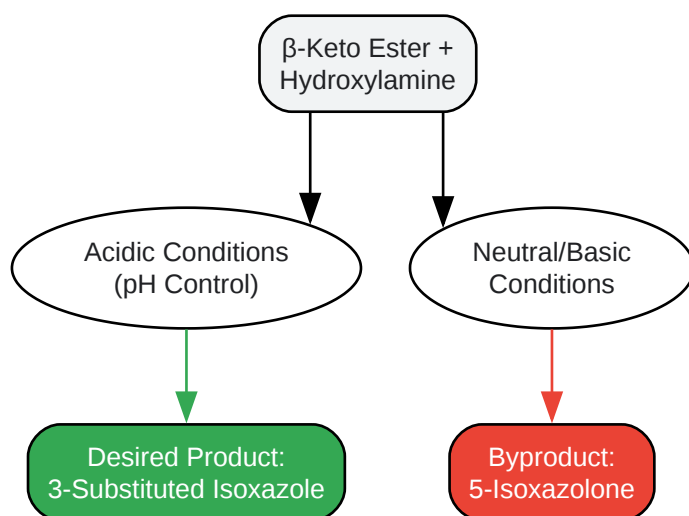 β-Keto Ester +
Hydroxylamine
Acidic Conditions
(pH Control)
Neutral/Basic
Conditions
Desired Product:
3-Substituted Isoxazole
Byproduct:
5-Isoxazolone